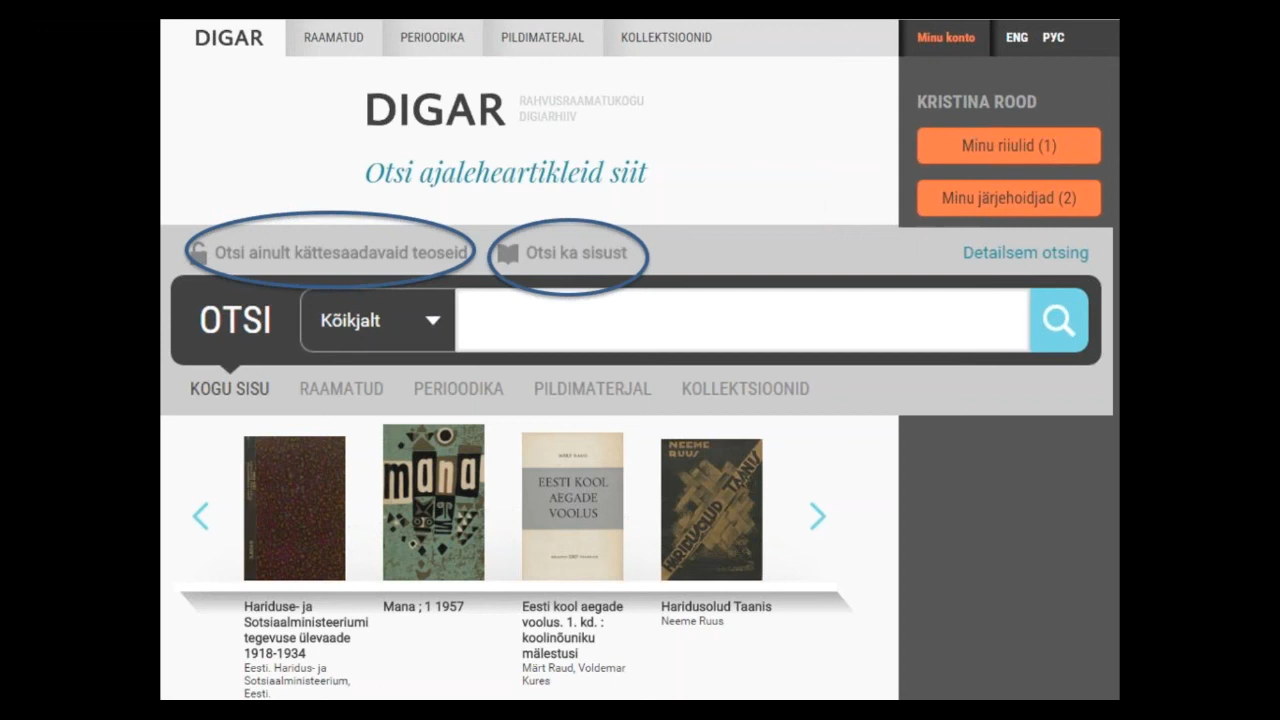 DIGAR RAAMATUD PERIOODIKA PILDIMATERJAL KOLLEKTSIOONID Minu konto ENG РУС
DIGAR RAHVUSRAAMATUKOGU
DIGIARHIIV
KRISTINA ROOD
Minu riiulid (1)
Otsi ajaleheartikleid siit
Minu järjehoidjad (2)
Otsi ainult kättesaadavaid teoseid Otsi ka sisust Detailsem otsing
OTSI Kõikjalt
KOGU SISU RAAMATUD PERIOODIKA PILDIMATERJAL KOLLEKTSIOONID
mana
MÄRT RAUD
EESTI KOOL
AEGADE
VOOLUS
NEEME
RUUS
HARIDUSOLUD TAANIS
Hariduse- ja
Sotsiaalministeeriumi
tegevuse ülevaade
1918-1934
Eesti. Haridus- ja
Sotsiaalministeerium,
Eesti.
Mana ; 1 1957
Eesti kool aegade
voolus. 1. kd. :
koolinõuniku
mälestusi
Märt Raud, Voldemar
Kures
Haridusolud Taanis
Neeme Ruus